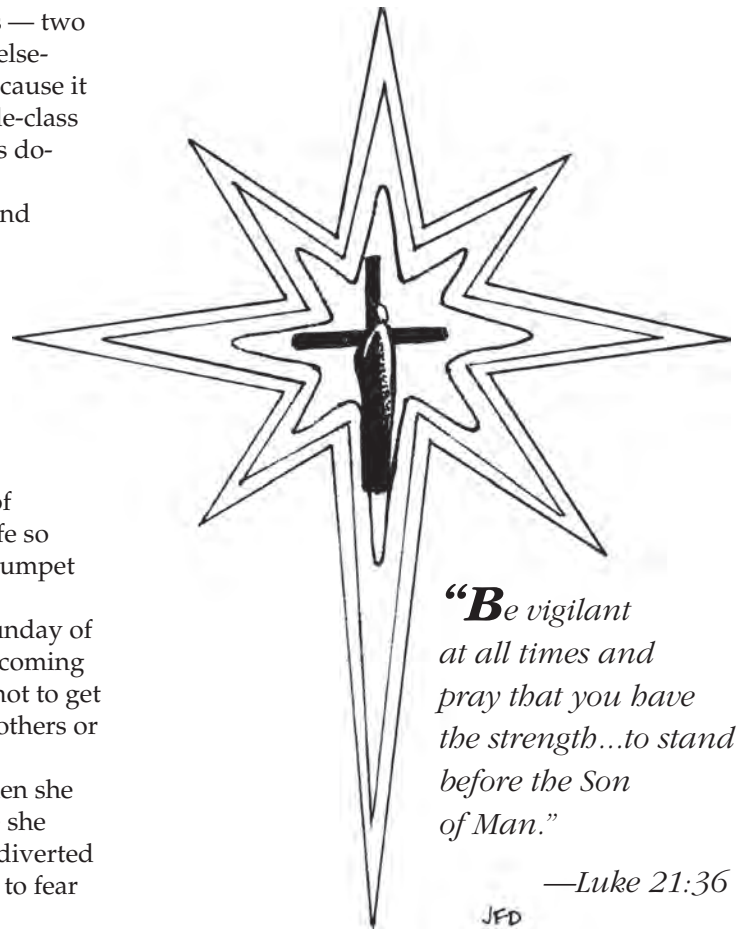 s — two
else-
cause it
le-class
s do-
nd
of
fe so
umpet
unday of
coming
not to get
others or
en she
she
diverted
to fear
“Be vigilant
at all times and
pray that you have
the strength...to stand
before the Son
of Man.”
—Luke 21:36
JFD